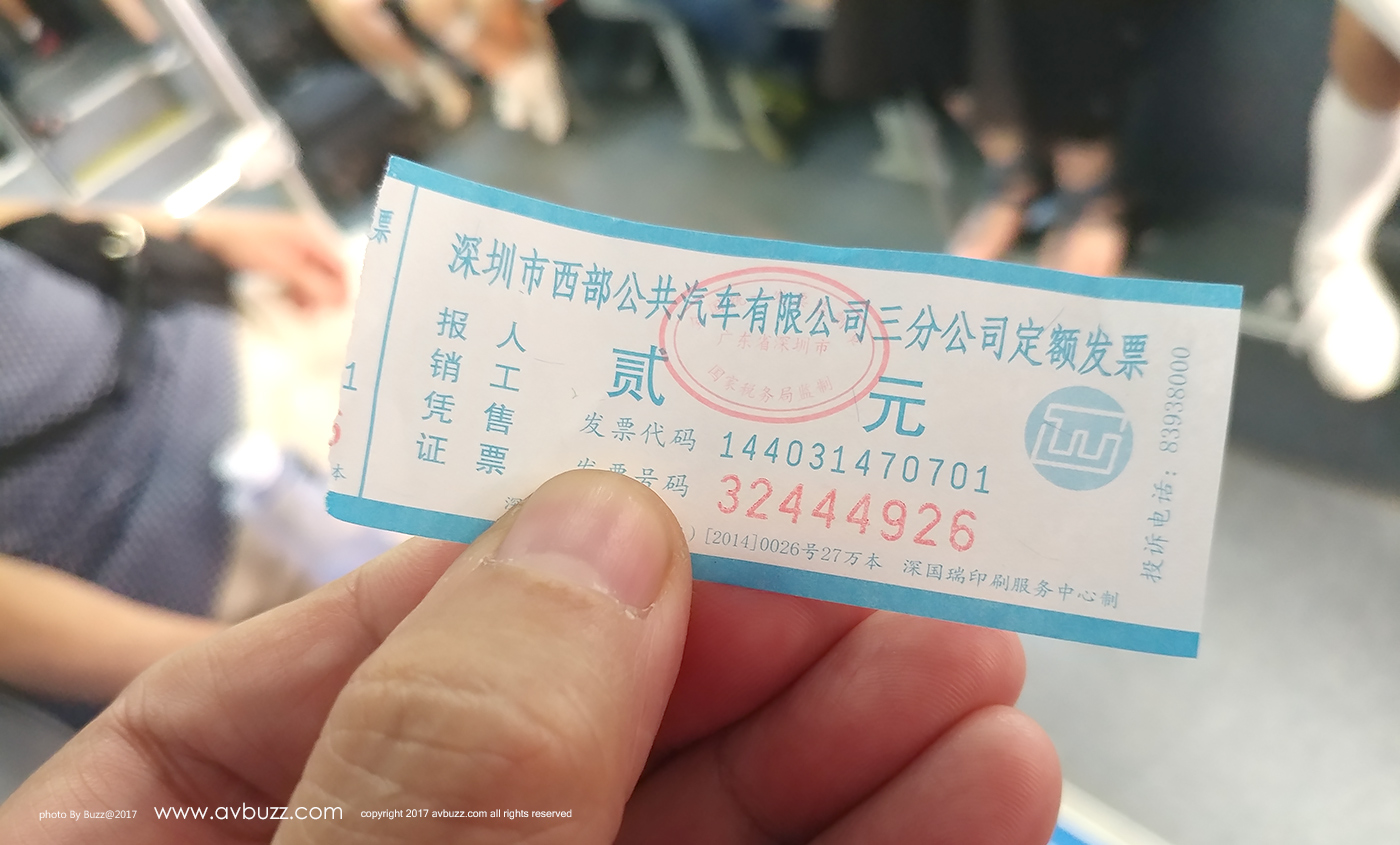 票
1
本
深圳市西部公共汽车有限公司三分公司定额发票
报销凭证
人工售票
贰 元
广东省深圳市
国家税务局监制
发票代码 144031470701
发票号码 32444926
深
) [2014]0026号27万本 深国瑞印刷服务中心制
投诉电话：83938000
photo By Buzz@2017 www.avbuzz.com copyright 2017 avbuzz.com all rights reserved